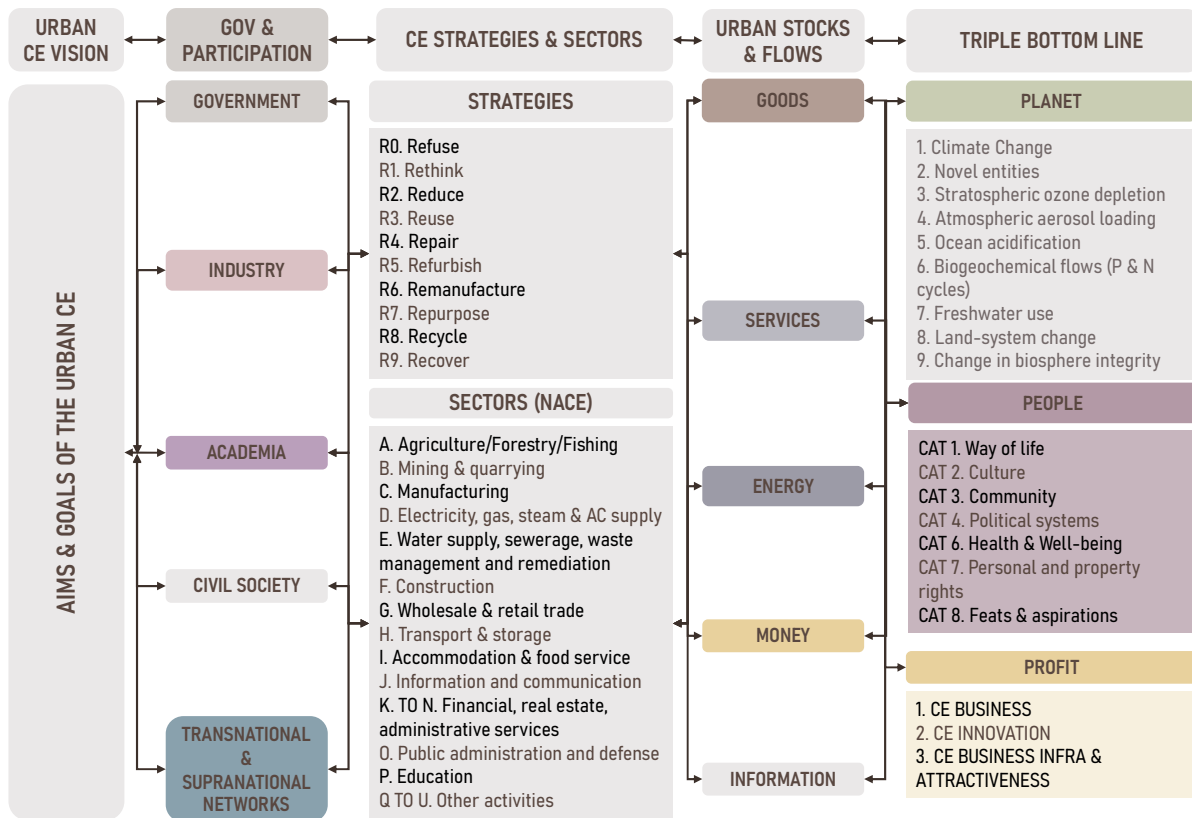 URBAN
CE VISION
GOV &
PARTICIPATION
CE STRATEGIES & SECTORS
URBAN STOCKS
& FLOWS
TRIPLE BOTTOM LINE
AIMS & GOALS OF THE URBAN CE
GOVERNMENT
INDUSTRY
ACADEMIA
CIVIL SOCIETY
TRANSNATIONAL
&
SUPRANATIONAL
NETWORKS
STRATEGIES
R0. Refuse
R1. Rethink
R2. Reduce
R3. Reuse
R4. Repair
R5. Refurbish
R6. Remanufacture
R7. Repurpose
R8. Recycle
R9. Recover
SECTORS (NACE)
A. Agriculture/Forestry/Fishing
B. Mining & quarrying
C. Manufacturing
D. Electricity, gas, steam & AC supply
E. Water supply, sewerage, waste
management and remediation
F. Construction
G. Wholesale & retail trade
H. Transport & storage
I. Accommodation & food service
J. Information and communication
K. TO N. Financial, real estate,
administrative services
O. Public administration and defense
P. Education
Q TO U. Other activities
GOODS
SERVICES
ENERGY
MONEY
INFORMATION
PLANET
1. Climate Change
2. Novel entities
3. Stratospheric ozone depletion
4. Atmospheric aerosol loading
5. Ocean acidification
6. Biogeochemical flows (P & N
cycles)
7. Freshwater use
8. Land-system change
9. Change in biosphere integrity
PEOPLE
CAT 1. Way of life
CAT 2. Culture
CAT 3. Community
CAT 4. Political systems
CAT 6. Health & Well-being
CAT 7. Personal and property
rights
CAT 8. Feats & aspirations
PROFIT
1. CE BUSINESS
2. CE INNOVATION
3. CE BUSINESS INFRA &
ATTRACTIVENESS